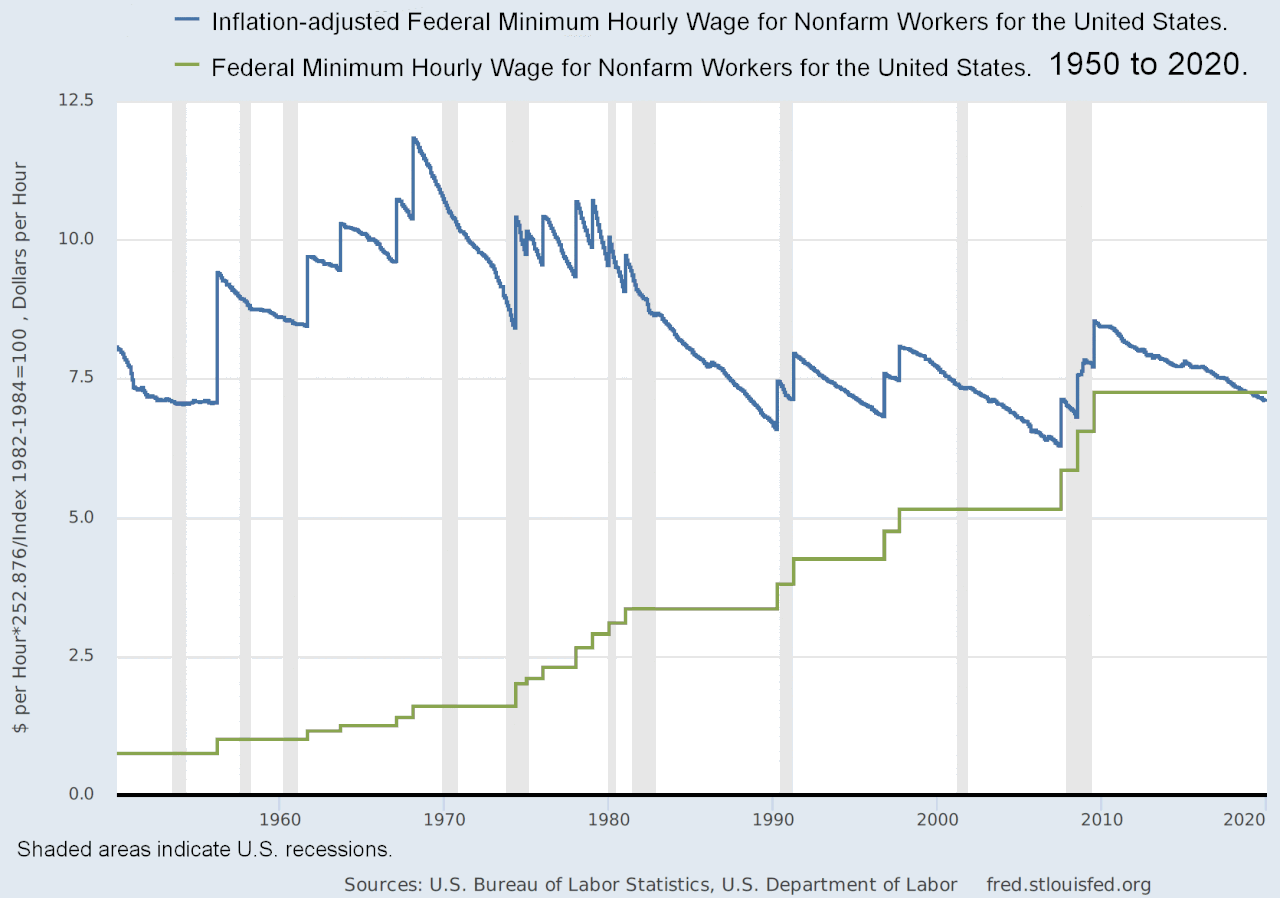 Inflation-adjusted Federal Minimum Hourly Wage for Nonfarm Workers for the United States.
Federal Minimum Hourly Wage for Nonfarm Workers for the United States. 1950 to 2020.
$ per Hour*252.876/Index 1982-1984=100 , Dollars per Hour
12.5
10.0
7.5
5.0
2.5
0.0
1960 1970 1980 1990 2000 2010 2020
Shaded areas indicate U.S. recessions.
Sources: U.S. Bureau of Labor Statistics, U.S. Department of Labor fred.stlouisfed.org